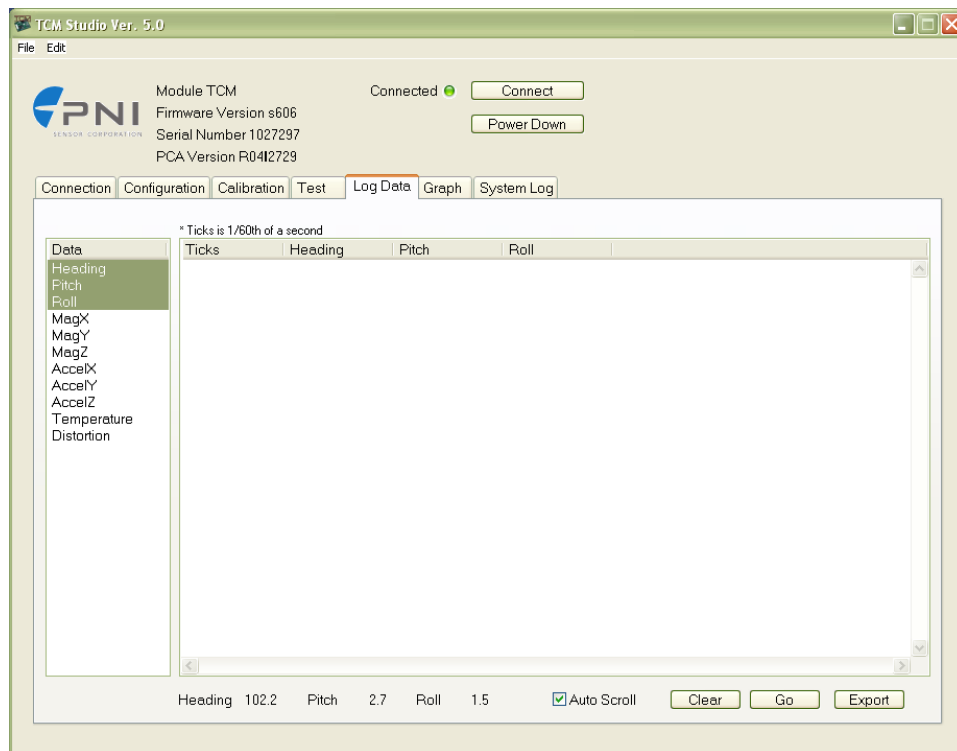 TCM Studio Ver. 5.0
File Edit
PNI
SENSOR CORPORATION
Module TCM
Firmware Version s606
Serial Number 1027297
PCA Version R04I2729
Connected
Connect
Power Down
Connection Configuration Calibration Test Log Data Graph System Log
* Ticks is 1/60th of a second
Data
Heading
Pitch
Roll
MagX
MagY
MagZ
AccelX
AccelY
AccelZ
Temperature
Distortion
Ticks Heading Pitch Roll
Heading 102.2 Pitch 2.7 Roll 1.5 Auto Scroll Clear Go Export